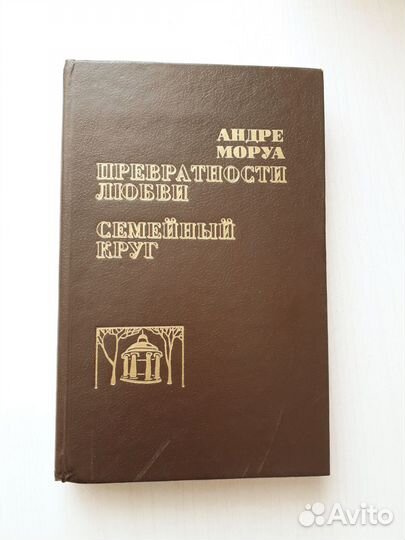 АНДРЕ
МОРУА
ПРЕВРАТНОСТИ
ЛЮБВИ
СЕМЕЙНЫЙ
КРУГ
Avito